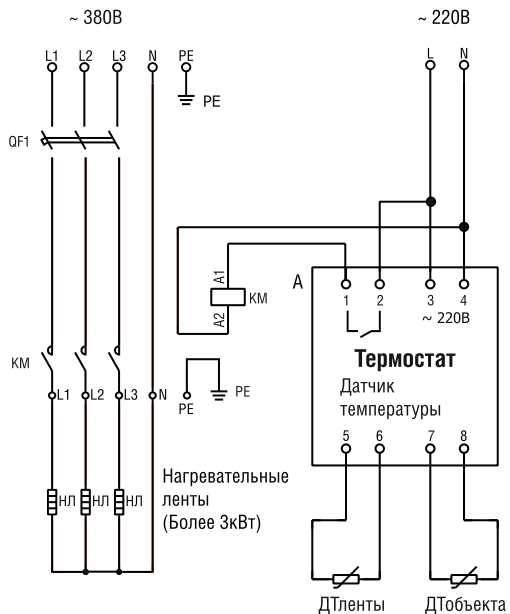 ~ 380В
~ 220В
L1 L2 L3 N PE
L N
PE
QF1
A1
KM
A2
A
1 2 3 4
~ 220В
Термостат
Датчик
температуры
5 6 7 8
KM
L1 L2 L3 N PE
PE
Нагревательные
ленты
(Более 3кВт)
НЛ НЛ НЛ
ДТленты
ДТобъекта